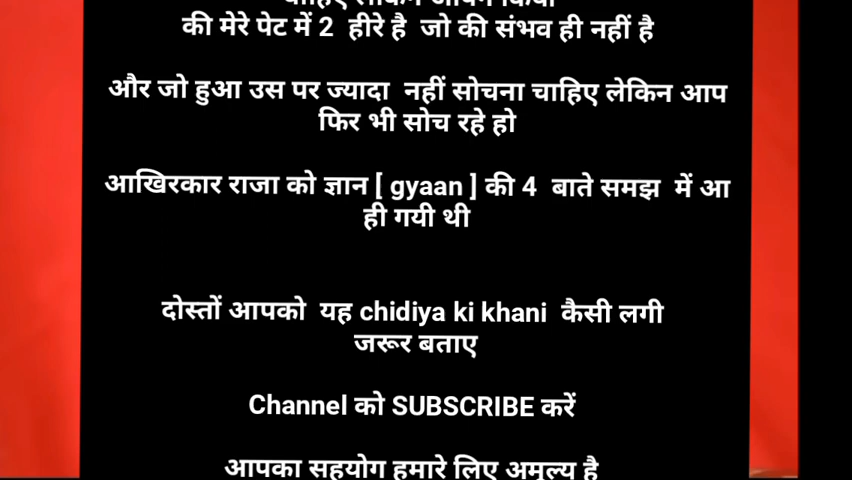 की मेरे पेट में 2 हीरे है जो की संभव ही नहीं है
और जो हुआ उस पर ज्यादा नहीं सोचना चाहिए लेकिन आप
फिर भी सोच रहे हो
आखिरकार राजा को ज्ञान [ gyaan ] की 4 बाते समझ में आ
ही गयी थी
दोस्तों आपको यह chidiya ki khani कैसी लगी
जरूर बताए
Channel को SUBSCRIBE करें
आपका सहयोग हमारे लिए अमूल्य है